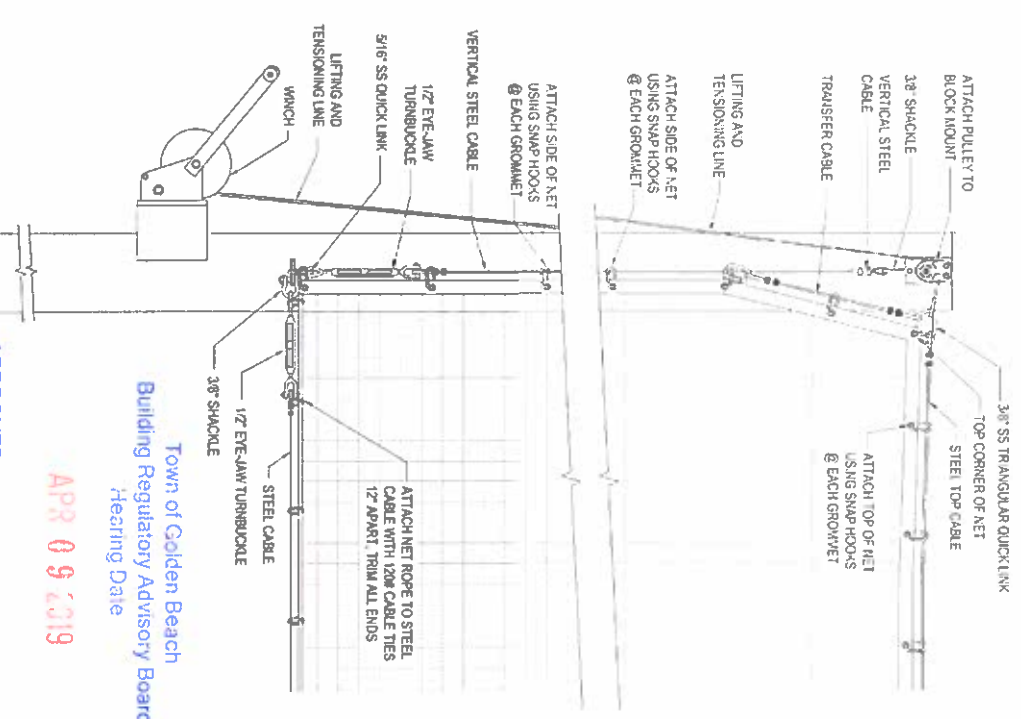 ATTACH PULLEY TO
BLOCK MOUNT
3/8" SHACKLE
VERTICAL STEEL
CABLE
TRANSFER CABLE
LIFTING AND
TENSIONING LINE
ATTACH SIDE OF NET
USING SNAP HOOKS
@ EACH GROMMET
ATTACH SIDE OF NET
USING SNAP HOOKS
@ EACH GROMMET
VERTICAL STEEL CABLE
1/2" EYE-JAW
TURNBUCKLE
5/16" SS QUICK LINK
LIFTING AND
TENSIONING LINE
WINCH
3/8" SS TRIANGULAR QUICK LINK
TOP CORNER OF NET
STEEL TOP CABLE
ATTACH TOP OF NET
USING SNAP HOOKS
@ EACH GROMMET
ATTACH NET ROPE TO STEEL
CABLE WITH 120# CABLE TIES
12" APART, TRIM ALL ENDS
STEEL CABLE
1/2" EYE-JAW TURNBUCKLE
3/8" SHACKLE
Town of Golden Beach
Building Regulatory Advisory Board
Hearing Date
APR 09 2019